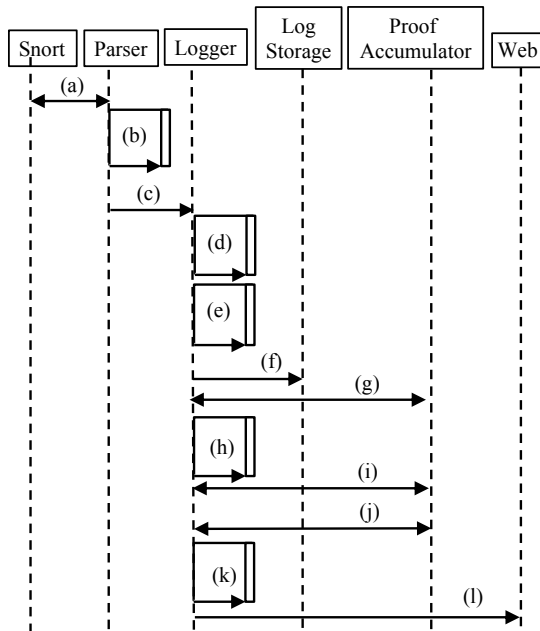 Snort
Parser
Logger
Log
Storage
Proof
Accumulator
Web
(a)
(b)
(c)
(d)
(e)
(f)
(g)
(h)
(i)
(j)
(k)
(l)